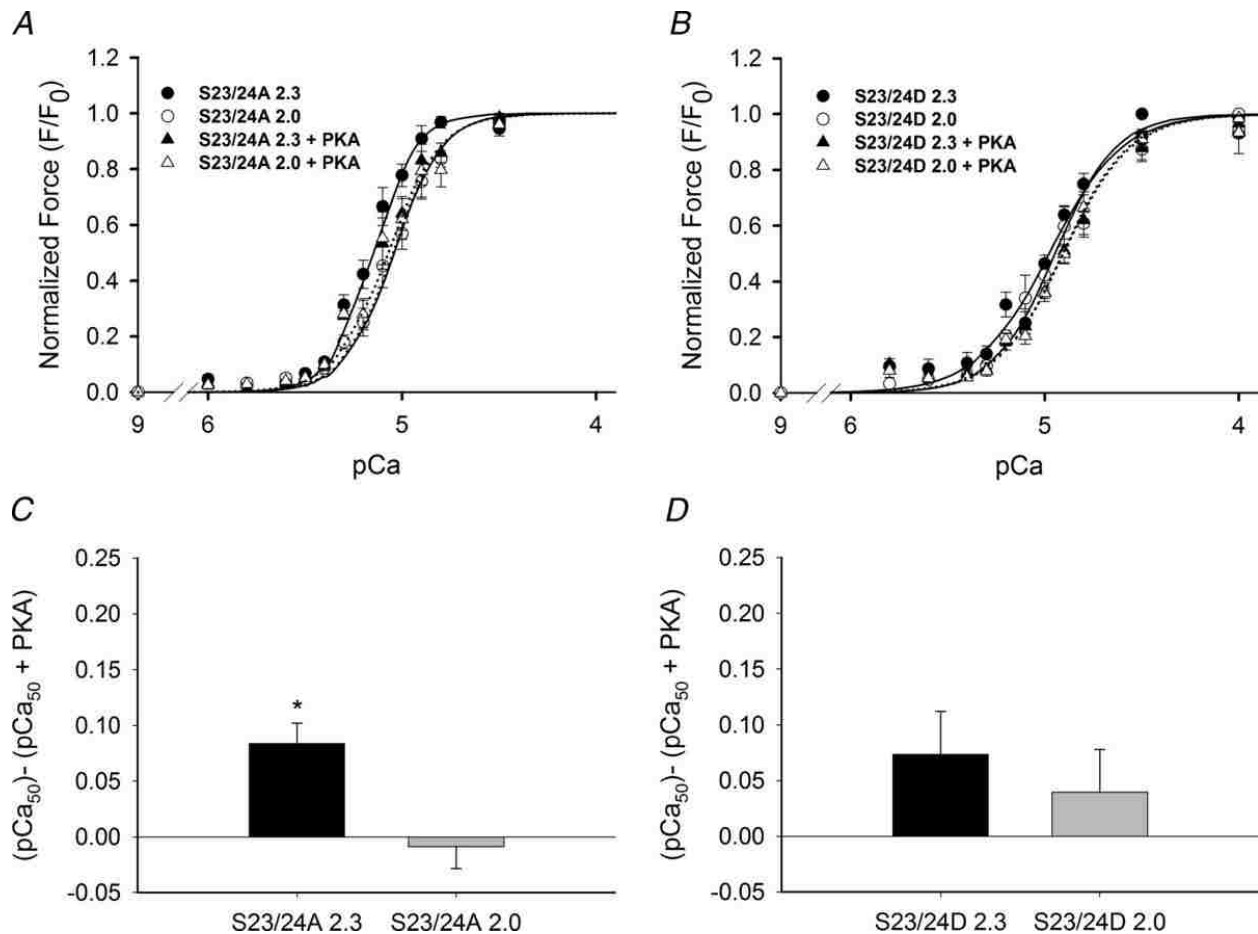 A
Normalized Force (F/F₀)
1.2
1.0
0.8
0.6
0.4
0.2
0.0
S23/24A 2.3
S23/24A 2.0
S23/24A 2.3 + PKA
S23/24A 2.0 + PKA
9 6 5 4
pCa
B
Normalized Force (F/F₀)
1.2
1.0
0.8
0.6
0.4
0.2
0.0
S23/24D 2.3
S23/24D 2.0
S23/24D 2.3 + PKA
S23/24D 2.0 + PKA
9 6 5 4
pCa
C
(pCa₅₀)- (pCa₅₀ + PKA)
0.25
0.20
0.15
0.10
0.05
0.00
-0.05
*
S23/24A 2.3 S23/24A 2.0
D
(pCa₅₀)- (pCa₅₀ + PKA)
0.25
0.20
0.15
0.10
0.05
0.00
-0.05
S23/24D 2.3 S23/24D 2.0